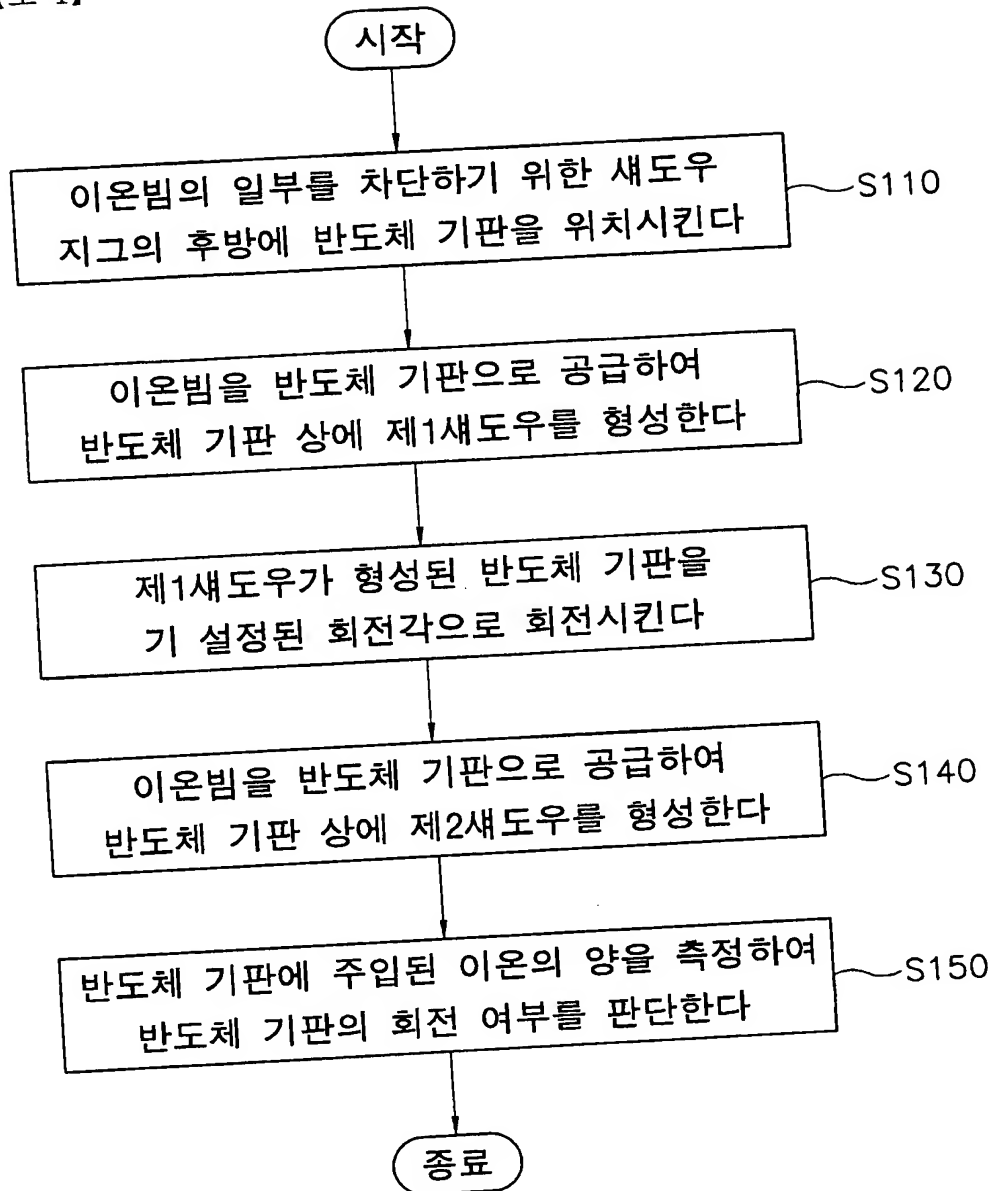 【도 1】
시작
이온빔의 일부를 차단하기 위한 섀도우
지그의 후방에 반도체 기판을 위치시킨다
S110
이온빔을 반도체 기판으로 공급하여
반도체 기판 상에 제1섀도우를 형성한다
S120
제1섀도우가 형성된 반도체 기판을
기 설정된 회전각으로 회전시킨다
S130
이온빔을 반도체 기판으로 공급하여
반도체 기판 상에 제2섀도우를 형성한다
S140
반도체 기판에 주입된 이온의 양을 측정하여
반도체 기판의 회전 여부를 판단한다
S150
종료